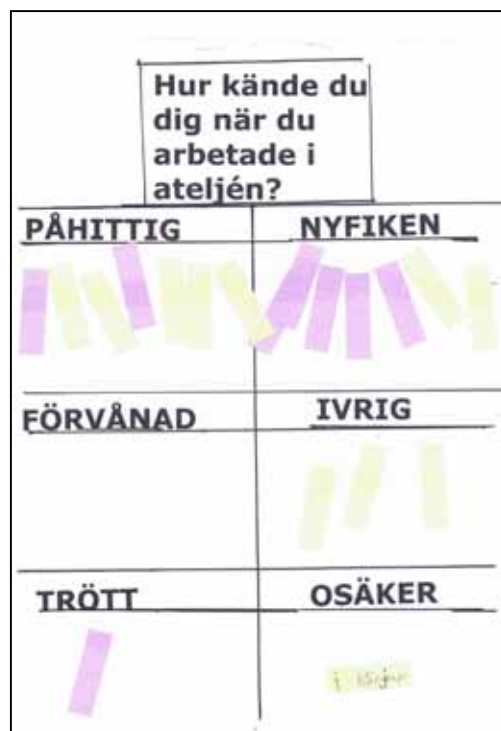 Hur kände du
dig när du
arbetade i
ateljén?
PÅHITTIG
NYFIKEN
FÖRVÅNAD
IVRIG
TRÖTT
OSÄKER
i